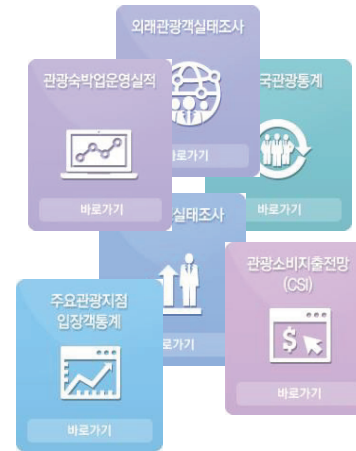 외래관광객실태조사
관광숙박업운영실적
국관광통계
바로가기
로가기
바로가기
실태조사
관광소비지출전망
(CSI)
주요관광지점
입장객통계
로가기
바로가기
바로가기